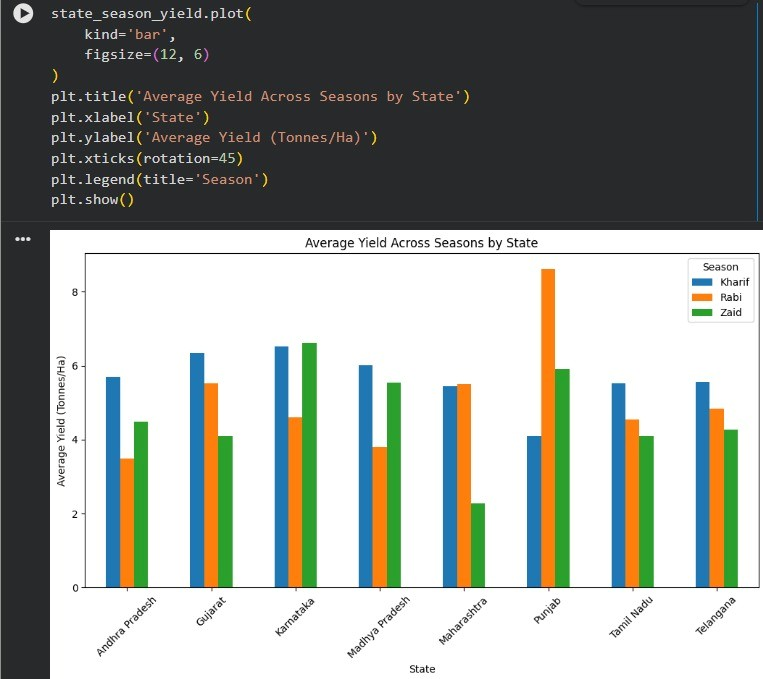 state_season_yield.plot(
    kind='bar',
    figsize=(12, 6)
)
plt.title('Average Yield Across Seasons by State')
plt.xlabel('State')
plt.ylabel('Average Yield (Tonnes/Ha)')
plt.xticks(rotation=45)
plt.legend(title='Season')
plt.show()
Average Yield Across Seasons by State
Season
Kharif
Rabi
Zaid
Average Yield (Tonnes/Ha)
8
6
4
2
0
Andhra Pradesh
Gujarat
Karnataka
Madhya Pradesh
Maharashtra
Punjab
Tamil Nadu
Telangana
State